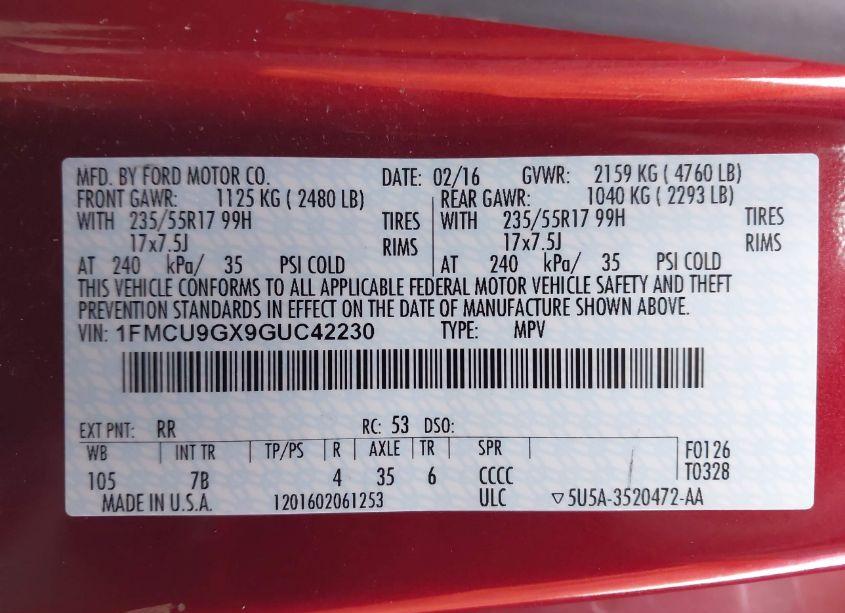 MFD. BY FORD MOTOR CO. DATE: 02/16 GVWR: 2159 KG ( 4760 LB)
FRONT GAWR: 1125 KG ( 2480 LB) REAR GAWR: 1040 KG ( 2293 LB)
WITH 235/55R17 99H TIRES WITH 235/55R17 99H TIRES
17x7.5J RIMS 17x7.5J RIMS
AT 240 kPa/ 35 PSI COLD AT 240 kPa/ 35 PSI COLD
THIS VEHICLE CONFORMS TO ALL APPLICABLE FEDERAL MOTOR VEHICLE SAFETY AND THEFT
PREVENTION STANDARDS IN EFFECT ON THE DATE OF MANUFACTURE SHOWN ABOVE.
VIN: 1FMCU9GX9GUC42230 TYPE: MPV
EXT PNT: RR RC: 53 DSO:
WB INT TR TP/PS R AXLE TR SPR F0126
105 7B 4 35 6 CCCC T0328
MADE IN U.S.A. 1201602061253 ULC ▽5U5A-3520472-AA